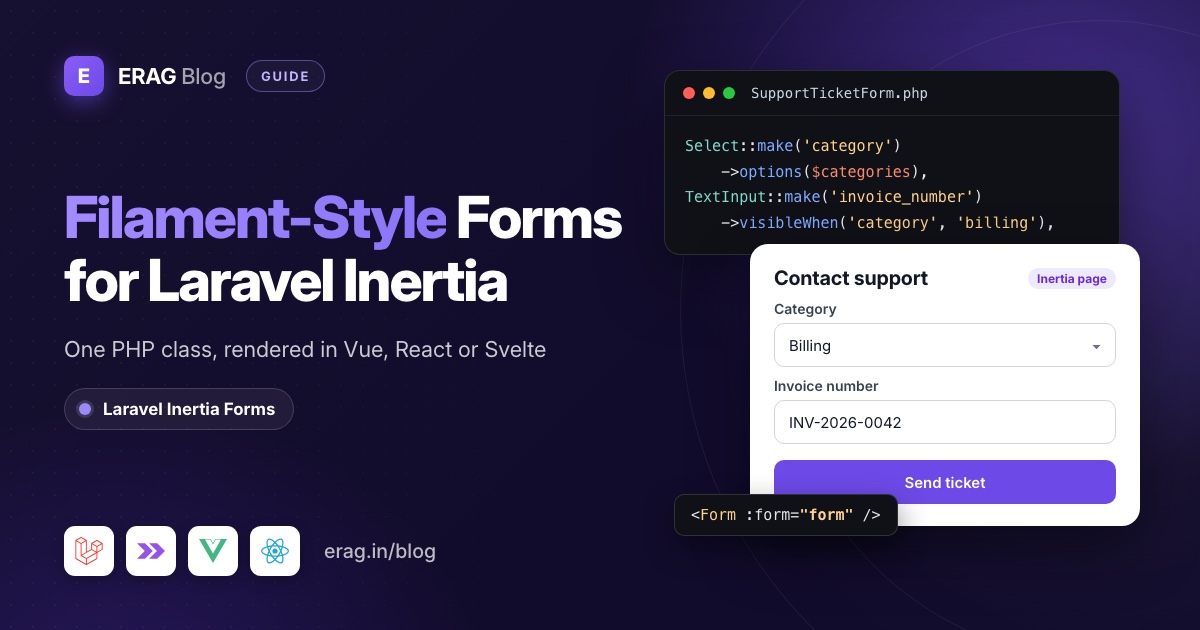 E
ERAG Blog
GUIDE
Filament-Style Forms
for Laravel Inertia
One PHP class, rendered in Vue, React or Svelte
Laravel Inertia Forms
erag.in/blog
SupportTicketForm.php
Select::make('category')
->options($categories),
TextInput::make('invoice_number')
->visibleWhen('category', 'billing'),
Contact support
Inertia page
Category
Billing
Invoice number
INV-2026-0042
Send ticket
<Form :form="form" />